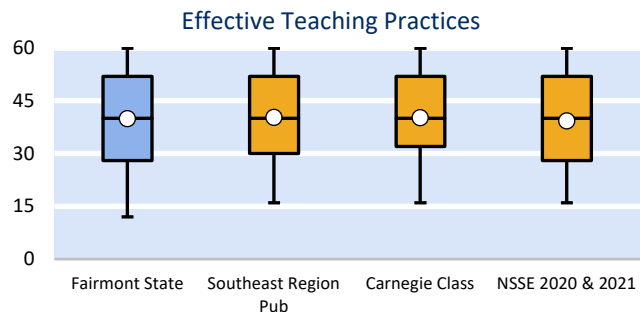 Effective Teaching Practices
60
45
30
15
0
Fairmont State
Southeast Region
Pub
Carnegie Class
NSSE 2020 & 2021